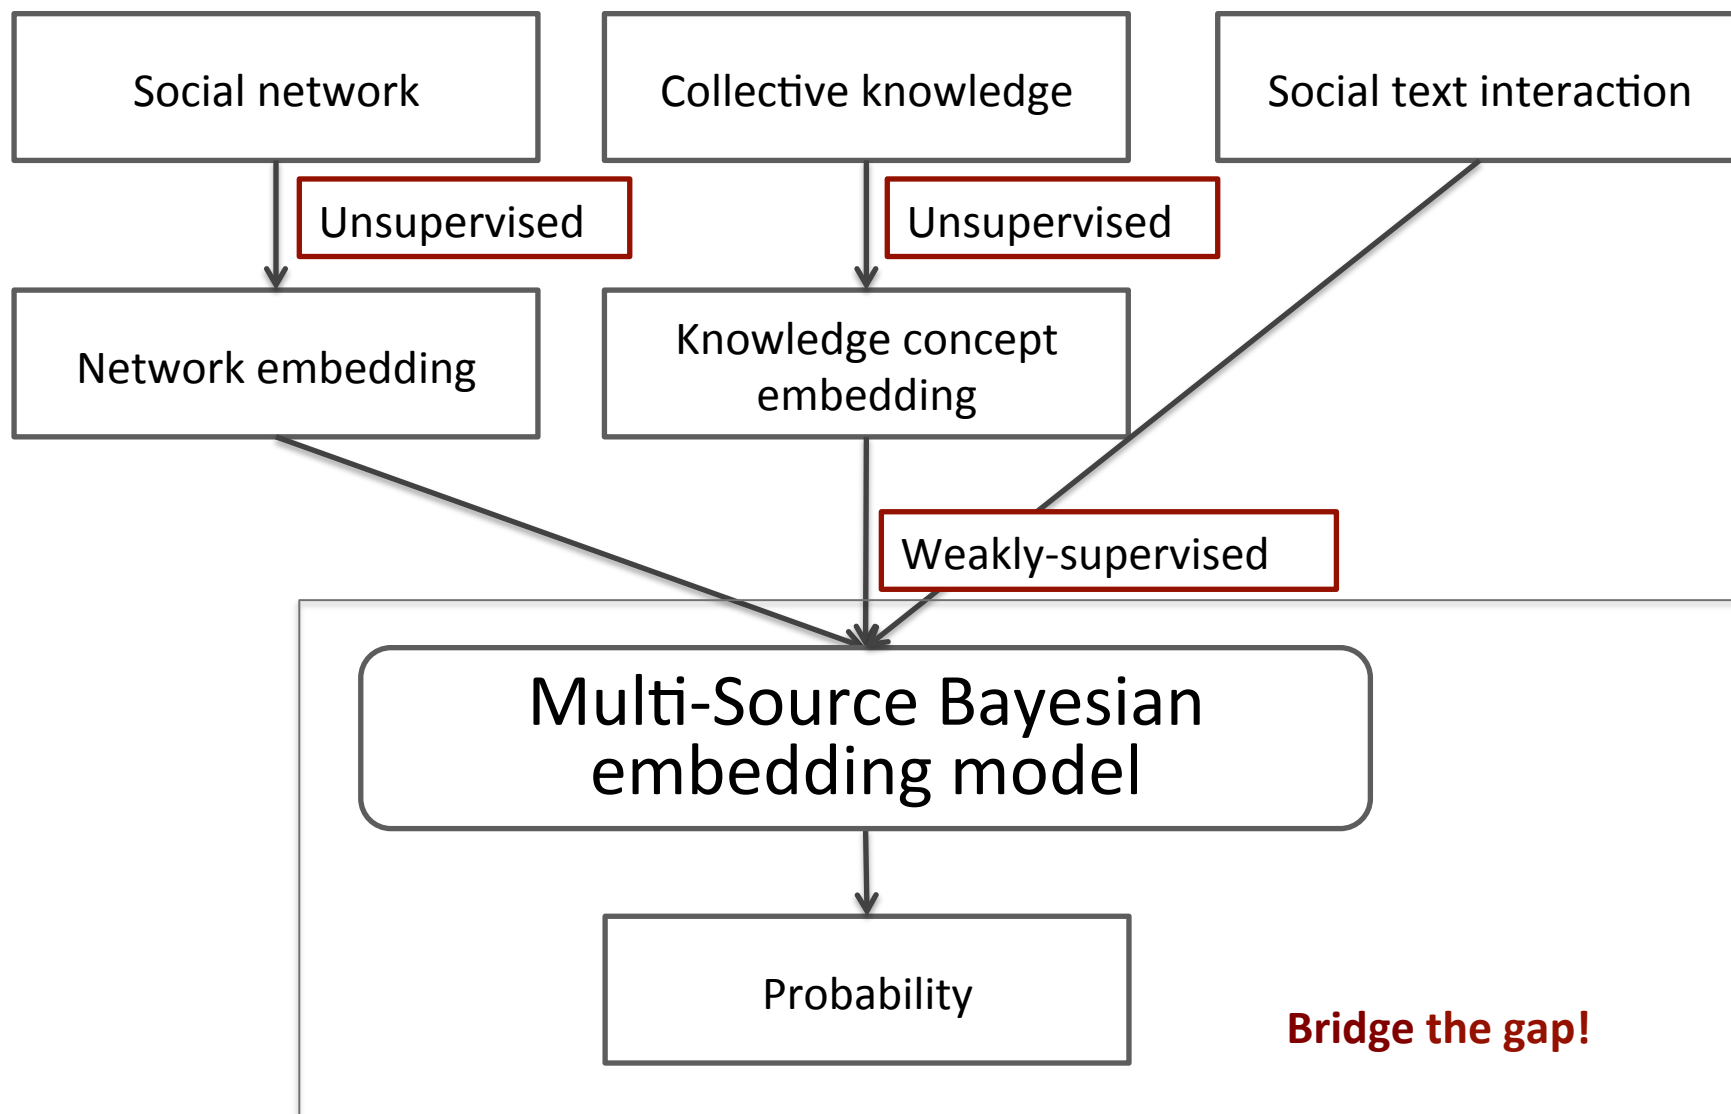 Social network
Collective knowledge
Social text interaction
Unsupervised
Unsupervised
Network embedding
Knowledge concept
embedding
Weakly-supervised
Multi-Source Bayesian
embedding model
Probability
Bridge the gap!